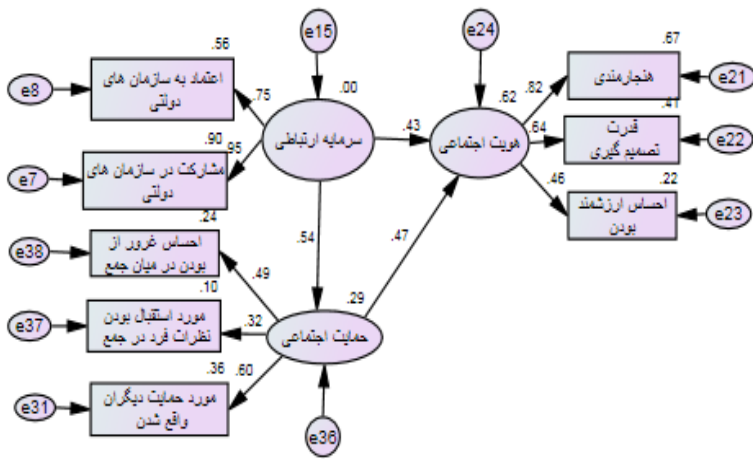 e15
e24
.56
.67
e8
اعتماد به سازمان های
دولتی
.75
.00
.62
.82
هنجارمندی
e21
سرمایه ارتباطی
.43
هویت اجتماعی
.64
.41
قدرت
تصمیم گیری
e22
.90
.95
e7
مشارکت در سازمان های
دولتی
.46
.22
احساس ارزشمند
بودن
e23
.24
e38
احساس غرور از
بودن در میان جمع
.54
.47
.49
.10
e37
مورد استقبال بودن
نظرات فرد در جمع
.32
.29
حمایت اجتماعی
.36
.60
e31
مورد حمایت دیگران
واقع شدن
e36